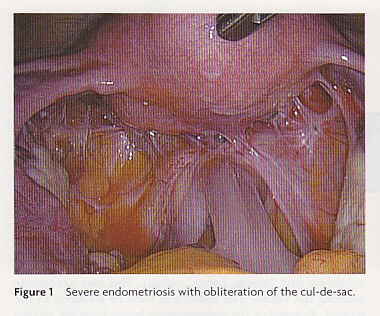 Figure 1 Severe endometriosis with obliteration of the cul-de-sac.